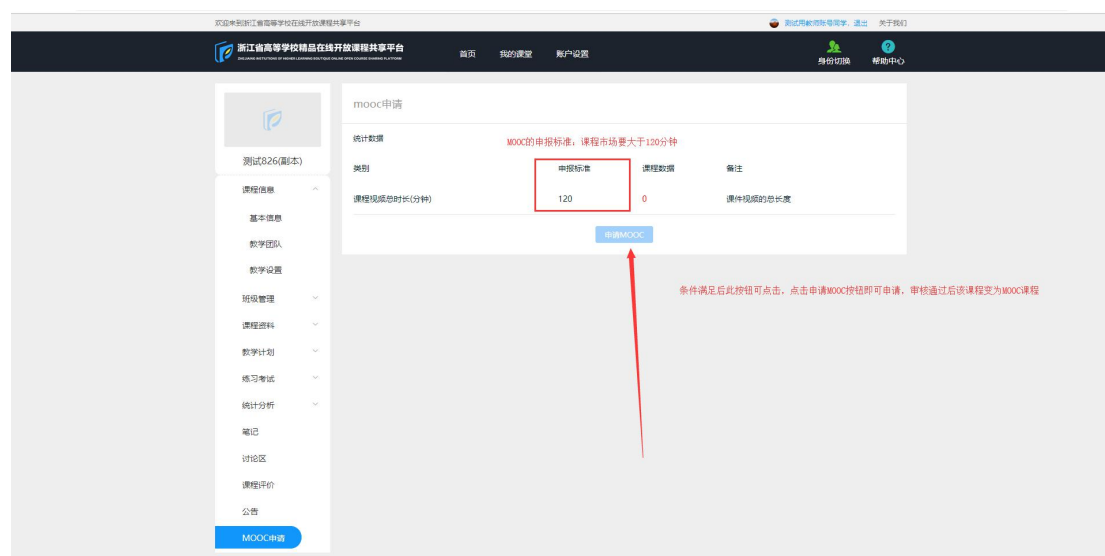 欢迎来到浙江省高等学校在线开放课程共享平台
测试用教师账号同学, 退出 关于我们
浙江省高等学校精品在线开放课程共享平台
ZHEJIANG INSTITUTIONS OF HIGHER LEARNING BOUTIQUE ONLINE OPEN COURSE SHARING PLATFORM
首页 我的课堂 账户设置
身份切换 帮助中心
测试826(副本)
课程信息
基本信息
教学团队
教学设置
班级管理
课程资料
教学计划
练习考试
统计分析
笔记
讨论区
课程评价
公告
MOOC申请
mooc申请
统计数据
MOOC的申报标准，课程市场要大于120分钟
类别 申报标准 课程数据 备注
课程视频总时长(分钟) 120 0 课件视频的总长度
申请MOOC
条件满足后此按钮可点击，点击申请MOOC按钮即可申请，审核通过后该课程变为MOOC课程